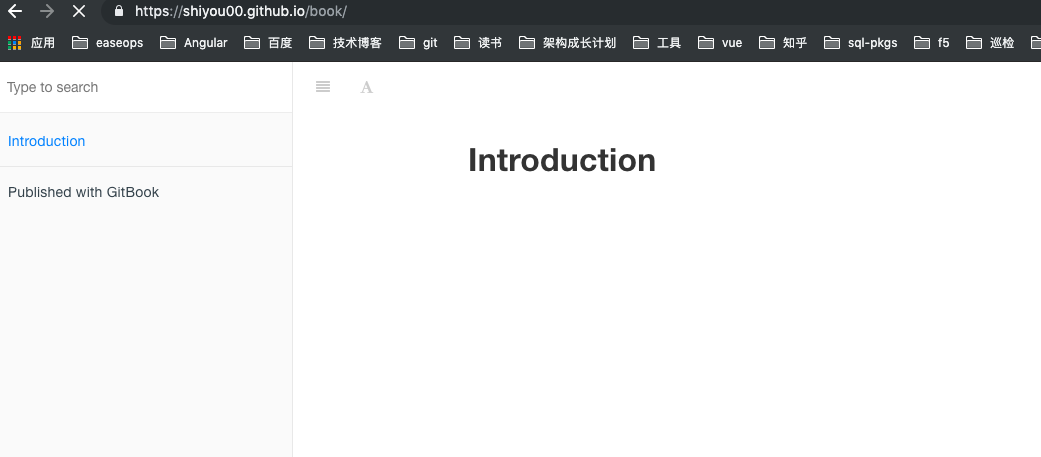 https://shiyou00.github.io/book/
应用 easeops Angular 百度 技术博客 git 读书 架构成长计划 工具 vue 知乎 sql-pkgs f5 巡检
Type to search
A
Introduction
Introduction
Published with GitBook